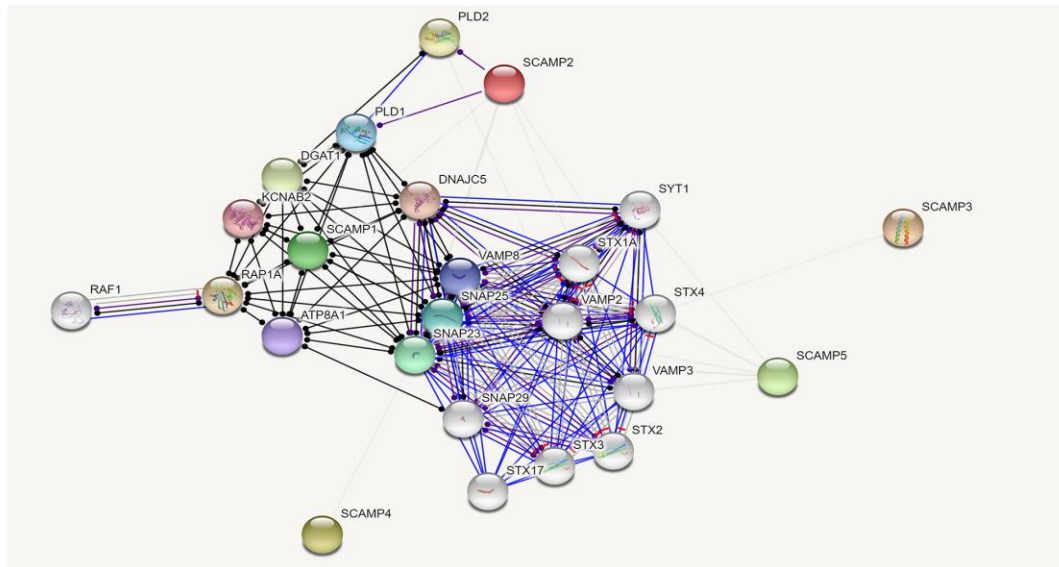 PLD2
SCAMP2
PLD1
DGAT1
DNAJC5
KCNAB2
SYT1
SCAMP3
SCAMP1
STX1A
VAMP8
RAP1A
RAF1
SNAP25
VAMP2
STX4
ATP8A1
SNAP23
SCAMP5
VAMP3
SNAP29
STX2
STX3
STX17
SCAMP4